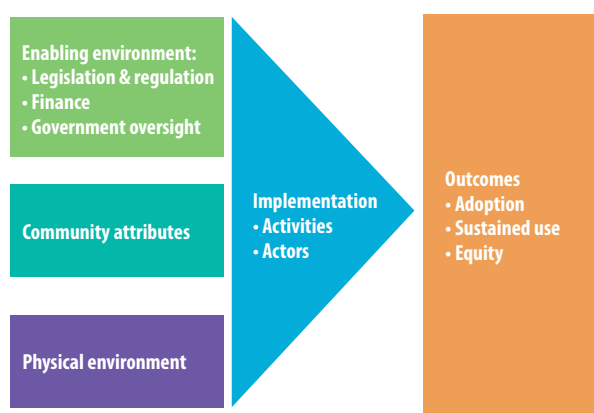 Enabling environment:
• Legislation & regulation
• Finance
• Government oversight
Community attributes
Physical environment
Implementation
• Activities
• Actors
Outcomes
• Adoption
• Sustained use
• Equity